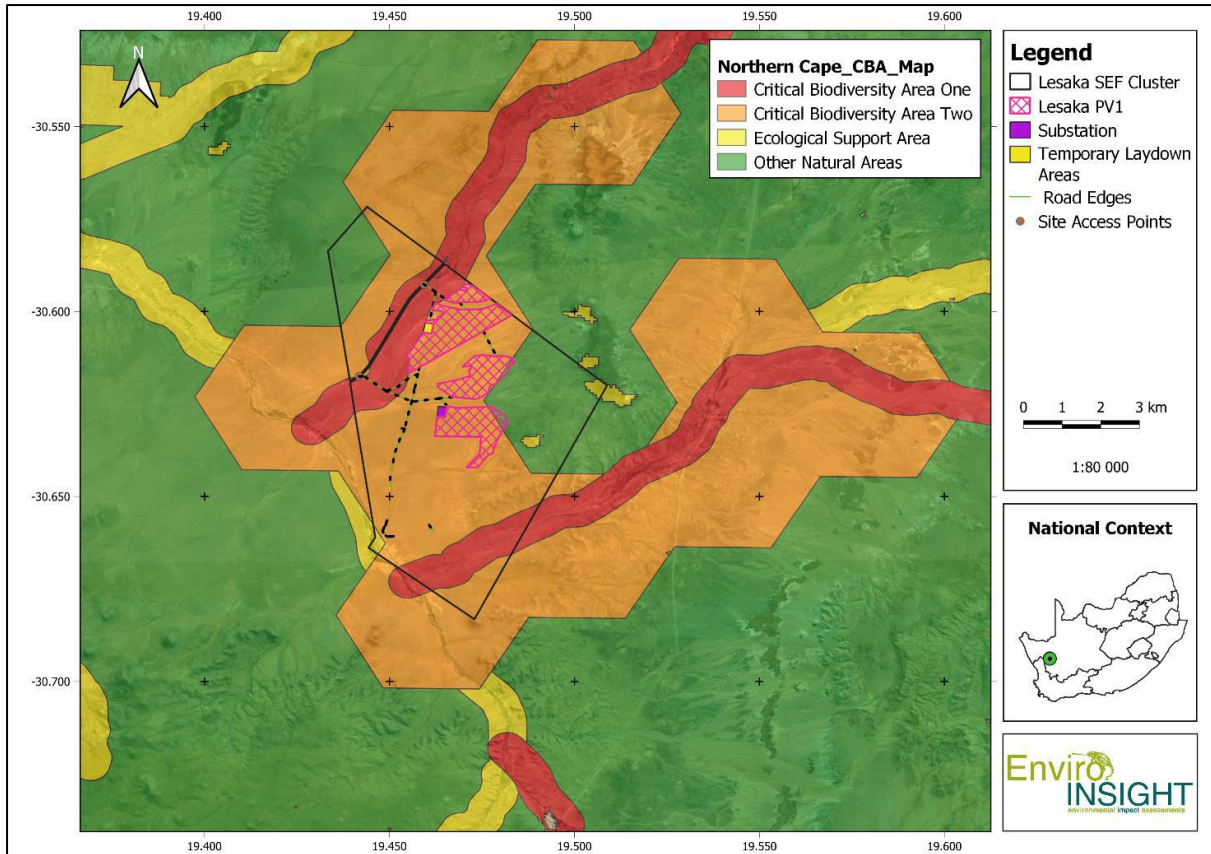 19.400 19.450 19.500 19.550 19.600
N
-30.550
-30.600
-30.650
-30.700
Northern Cape_CBA_Map
Critical Biodiversity Area One
Critical Biodiversity Area Two
Ecological Support Area
Other Natural Areas
Legend
Lesaka SEF Cluster
Lesaka PV1
Substation
Temporary Laydown
Areas
Road Edges
Site Access Points
0 1 2 3 km
1:80 000
National Context
Enviro
INSIGHT
environmental impact assessments
19.400 19.450 19.500 19.550 19.600